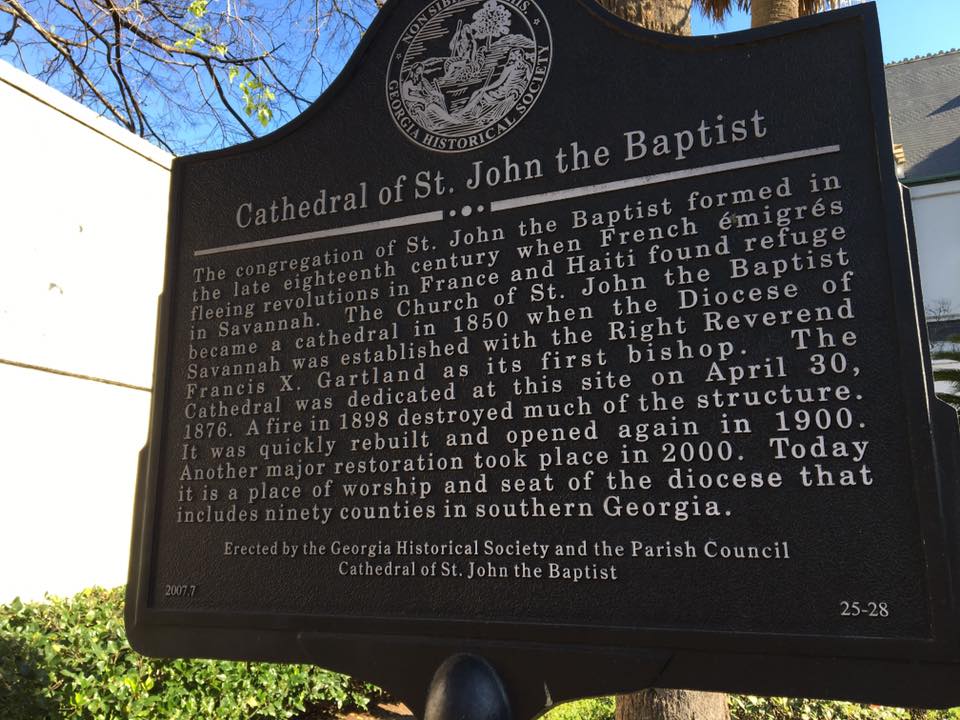 NON SIBI, SED ALIIS.
GEORGIA HISTORICAL SOCIETY
Cathedral of St. John the Baptist
The congregation of St. John the Baptist formed in
the late eighteenth century when French émigrés
fleeing revolutions in France and Haiti found refuge
in Savannah. The Church of St. John the Baptist
became a cathedral in 1850 when the Diocese of
Savannah was established with the Right Reverend
Francis X. Gartland as its first bishop. The
Cathedral was dedicated at this site on April 30,
1876. A fire in 1898 destroyed much of the structure.
It was quickly rebuilt and opened again in 1900.
Another major restoration took place in 2000. Today
it is a place of worship and seat of the diocese that
includes ninety counties in southern Georgia.
Erected by the Georgia Historical Society and the Parish Council
Cathedral of St. John the Baptist
2007.7
25-28